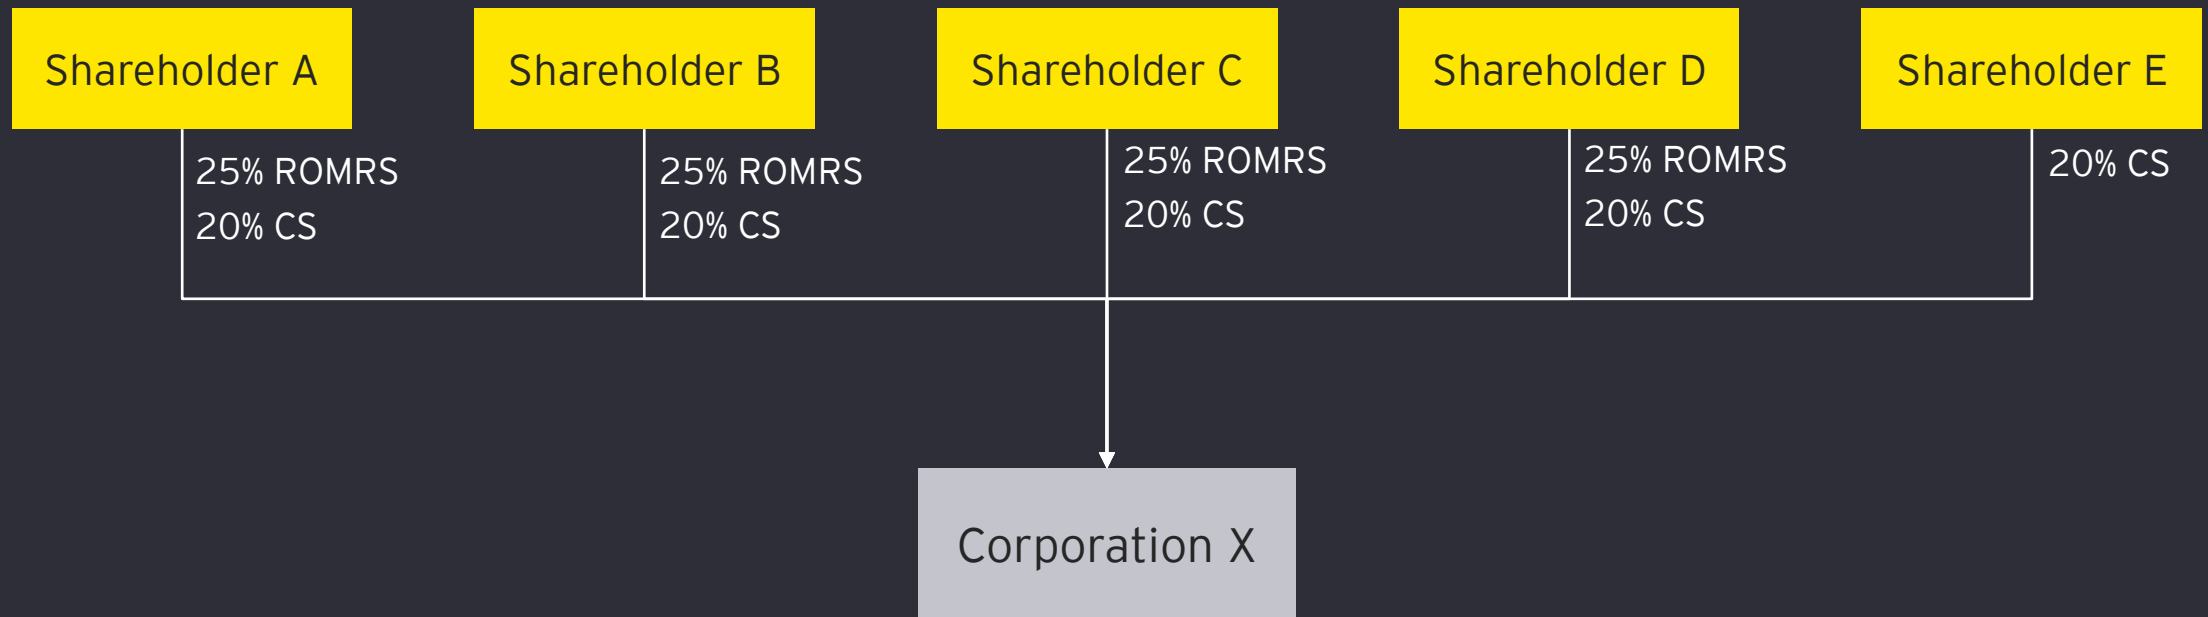 Shareholder A
Shareholder B
Shareholder C
Shareholder D
Shareholder E
25% ROMRS
20% CS
25% ROMRS
20% CS
25% ROMRS
20% CS
25% ROMRS
20% CS
20% CS
Corporation X